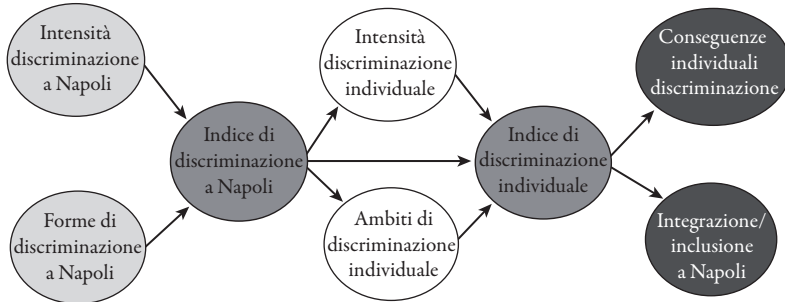 Intensità
discriminazione
a Napoli
Forme di
discriminazione
a Napoli
Indice di
discriminazione
a Napoli
Intensità
discriminazione
individuale
Ambiti di
discriminazione
individuale
Indice di
discriminazione
individuale
Conseguenze
individuali
discriminazione
Integrazione/
inclusione
a Napoli